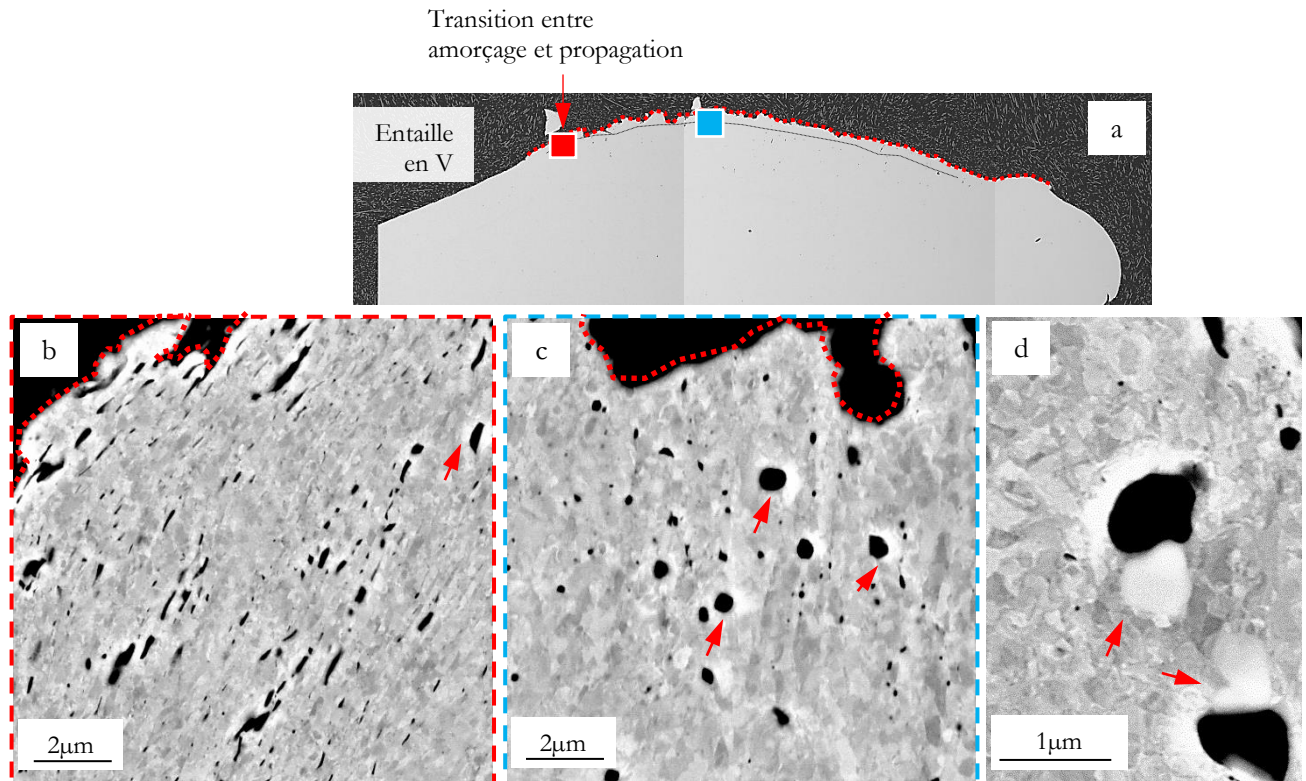 Transition entre
amorçage et propagation
Entaille
en V
a
b
c
d
2µm
2µm
1µm